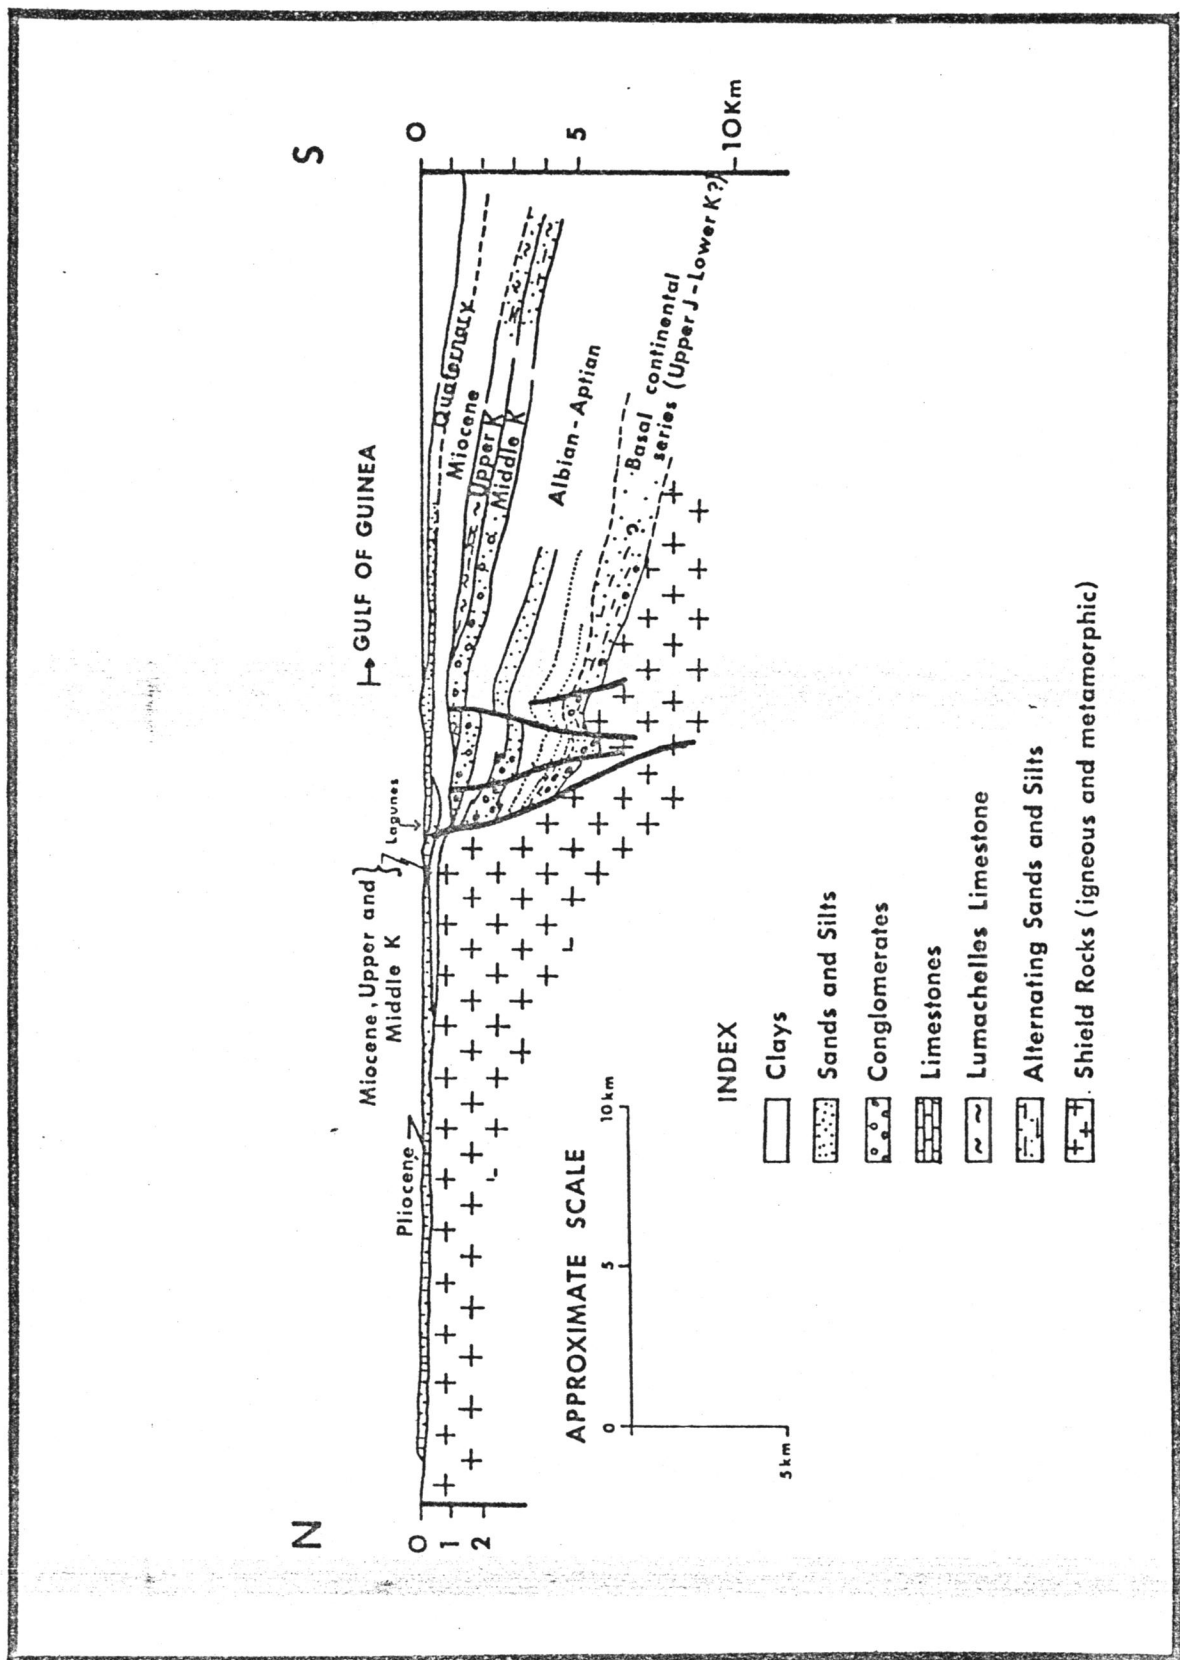 N
S
0
1
2
0
5
10Km
→ GULF OF GUINEA
Miocene, Upper and }
Middle K
Lagunes
Pliocene
Quaternary
Miocene
Upper K
Middle K
Albian-Aptian
Basal continental
series (Upper J-Lower K?)
?
APPROXIMATE SCALE
0
5
10km
5km
INDEX
Clays
Sands and Silts
Conglomerates
Limestones
Lumachelles Limestone
Alternating Sands and Silts
Shield Rocks (igneous and metamorphic)